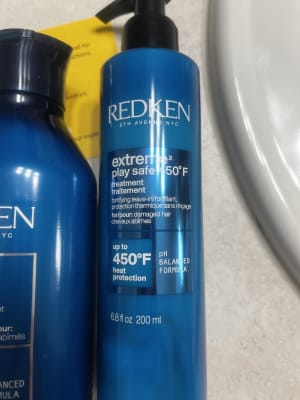 REDKEN
5TH AVENUE NYC
extreme
play safe 450°F
treatment
traitement
fortifying leave-in/fortifiant,
protection thermique sans rinçage
for/pour: damaged hair
cheveux abîmés
up to
450°F
heat
protection
pH
BALANCED
FORMULA
6.8 fl oz 200 ml
EN
NYC
our:
abîmés
ANCED
MULA